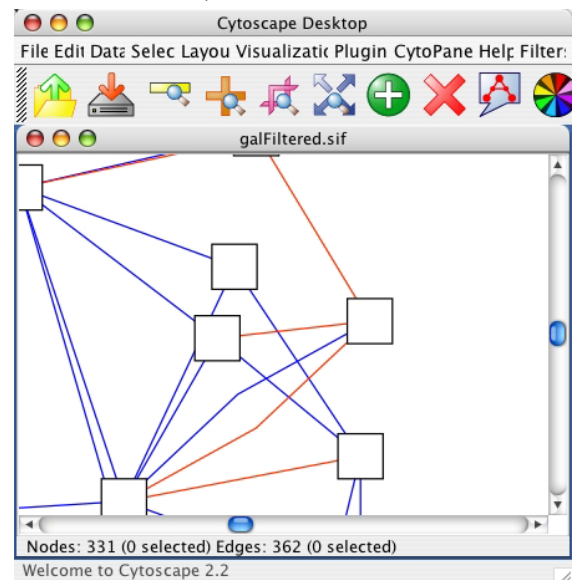 Cytoscape Desktop
File Edit Data Selec Layou Visualizatic Plugin CytoPane Help Filter:
galFiltered.sif
Nodes: 331 (0 selected) Edges: 362 (0 selected)
Welcome to Cytoscape 2.2